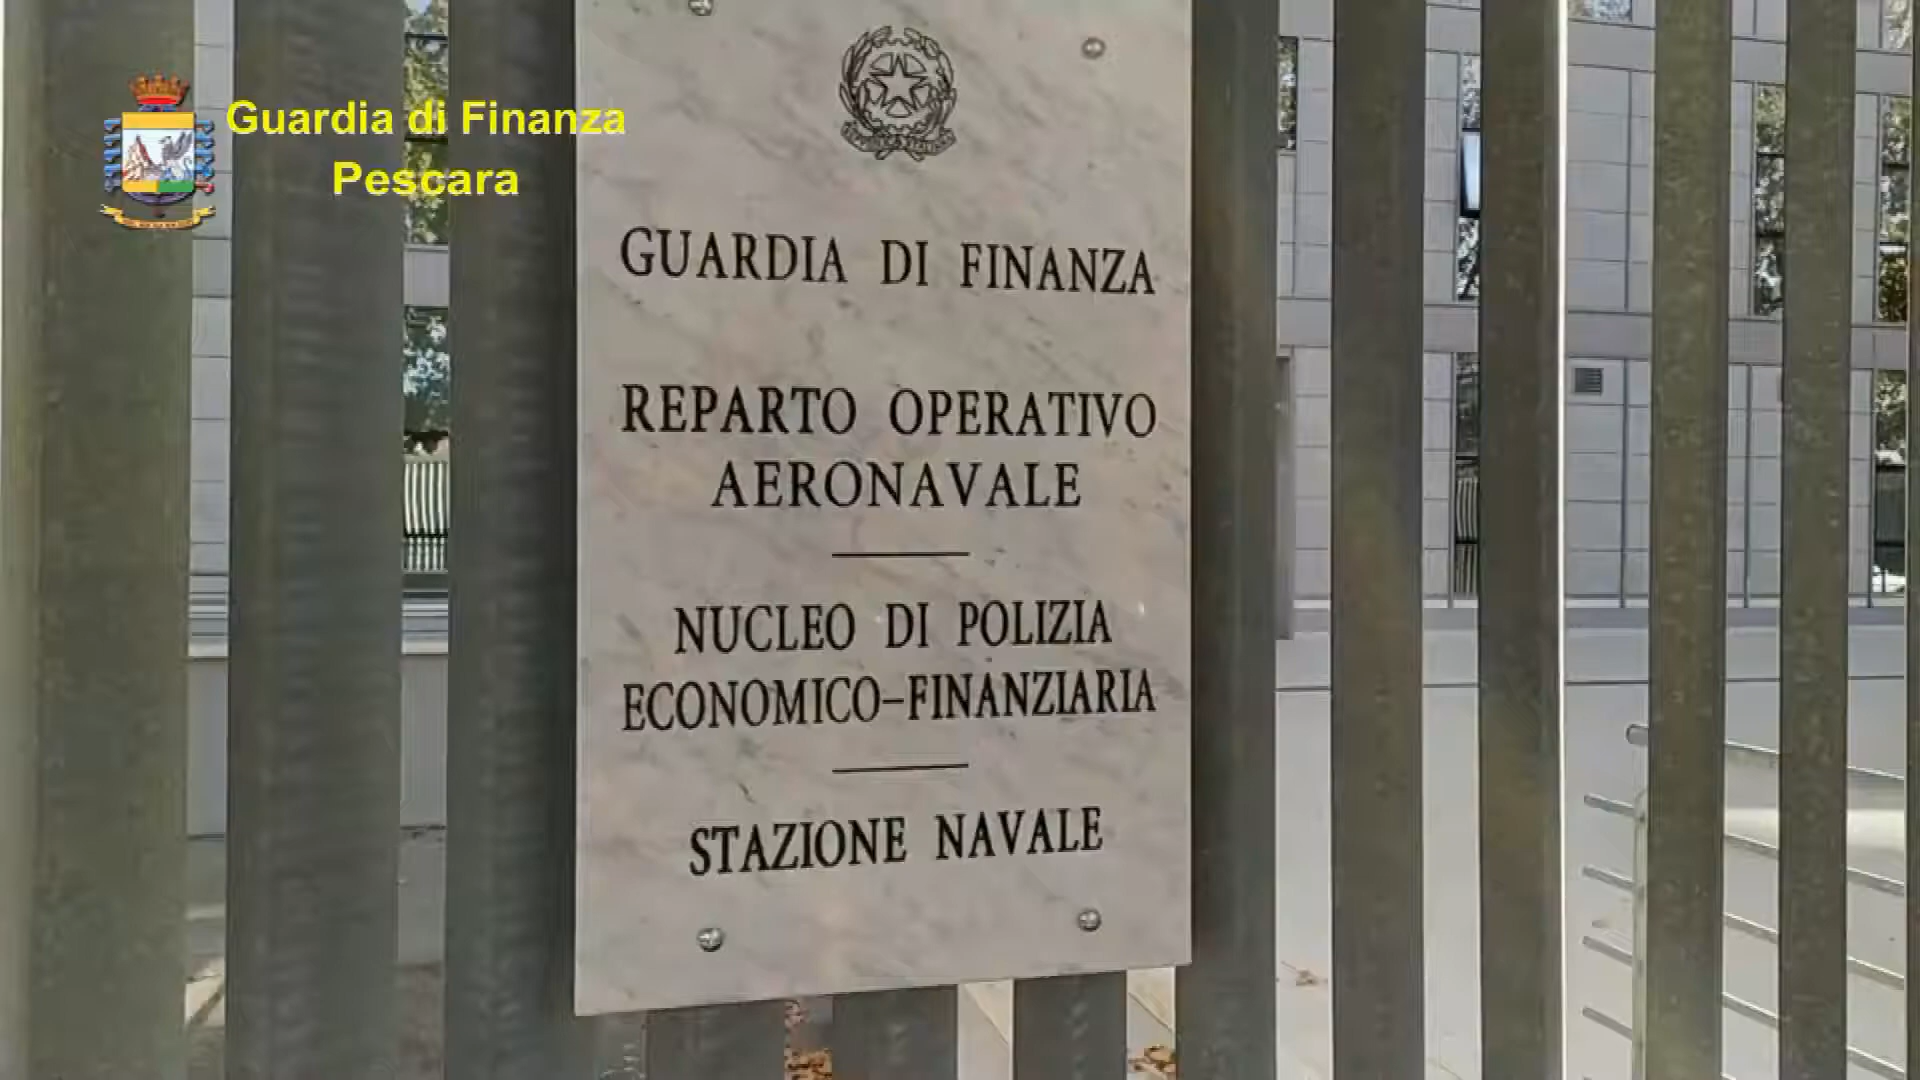 Guardia di Finanza
Pescara
GUARDIA DI FINANZA
REPARTO OPERATIVO
AERONAVALE
NUCLEO DI POLIZIA
ECONOMICO-FINANZIARIA
STAZIONE NAVALE